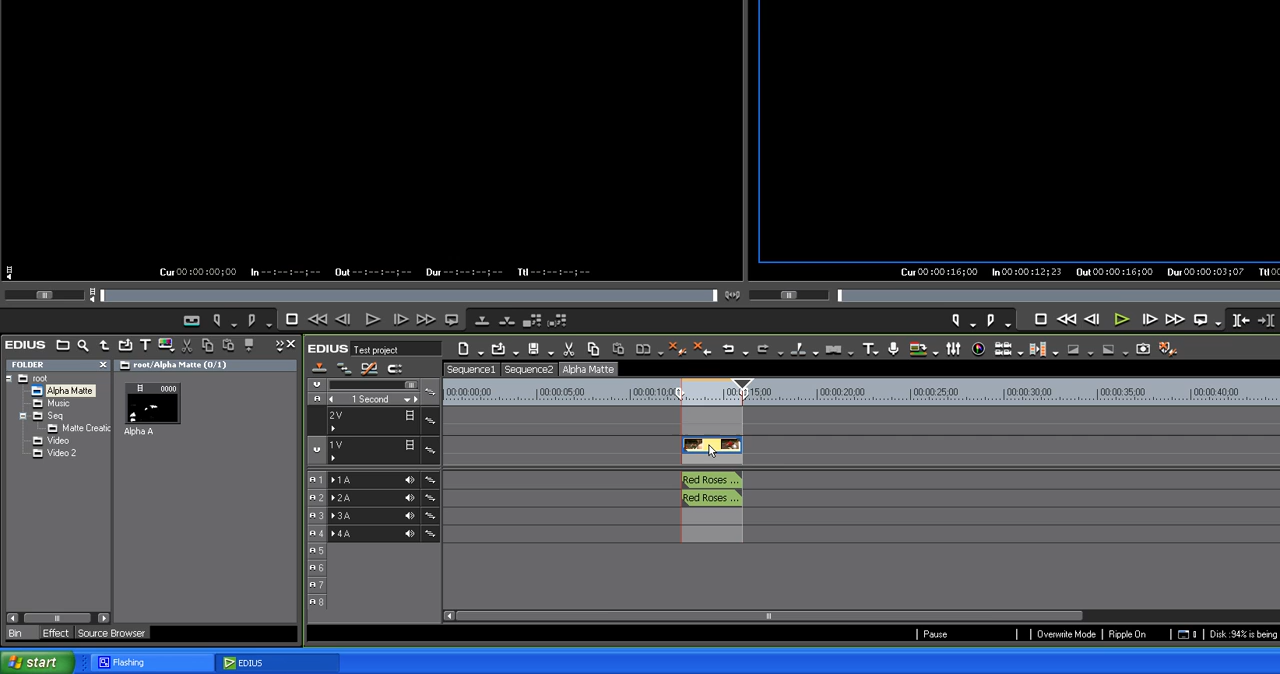 Cur 00:00:00;00 In --:--:--;-- Out --:--:--;-- Dur --:--:--;-- Ttl --:--:--;--
Cur 00:00:16;00 In 00:00:12;23 Out 00:00:16;00 Dur 00:00:03;07 Ttl 00
EDIUS
FOLDER
root
Alpha Matte
Music
Seq
Matte Creatic
Video
Video 2
root/Alpha Matte (0/1)
0000
Alpha A
Bin Effect Source Browser
EDIUS Test project
Sequence1 Sequence2 Alpha Matte
1 Second
00:00:00;00 00:00:05;00 00:00:10;0 00:00:15;00 00:00:20;00 00:00:25;00 00:00:30;00 00:00:35;00 00:00:40;00
2 V
1 V
1 1 A Red Roses ...
2 2 A Red Roses ...
3 3 A
4 4 A
5
6
7
8
Pause Overwrite Mode Ripple On Disk :94% is being
start Flashing EDIUS